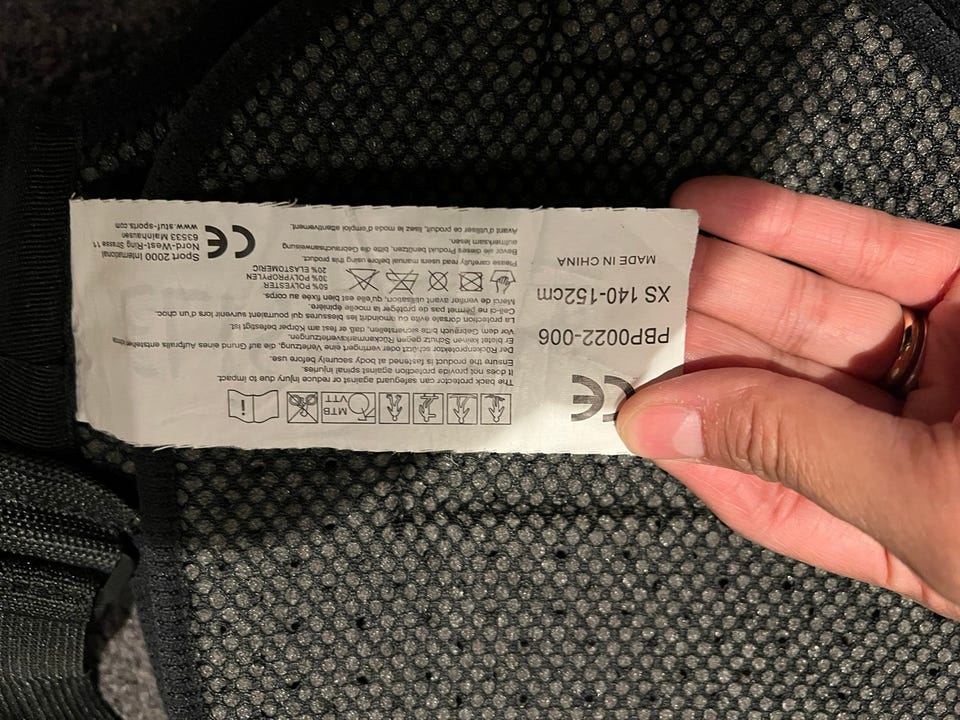 CE
PBP0022-006
XS 140-152cm
MADE IN CHINA
MTB
VTT
The back protector can safeguard against or reduce injury due to impact.
It does not provide protection against spinal injuries.
Ensure the product is fastened at body securely before use.
Der Rückenprotektor schützt oder verringert eine Verletzung, die auf Grund eines Aufpralls entstehen
Er bietet keinen Schutz gegen Rückenmarkverletzungen.
Vor dem Gebrauch bitte sicherstellen, daß er fest am Körper befestigt ist.
La protection dorsale évite ou amoindrit les blessures qui pourraient survenir lors d'un choc.
Celle-ci ne permet pas de protéger la moelle épinière.
Merci de vérifier avant utilisation, qu'elle est bien fixée au corps.
50% POLYESTER
30% POLYPROPYLEN
20% ELASTOMERIC
Please carefully read users manual before using this product.
Bevor Sie dieses Produkt benützen, bitte die Gebrauchsanweisung
aufmerksam lesen.
Avant d'utiliser ce produit, lisez le mode d'emploi attentivement.
CE
Sport 2000 International
Nord-West-Ring Strasse 11
63533 Mainhausen
www.stuf-sports.com